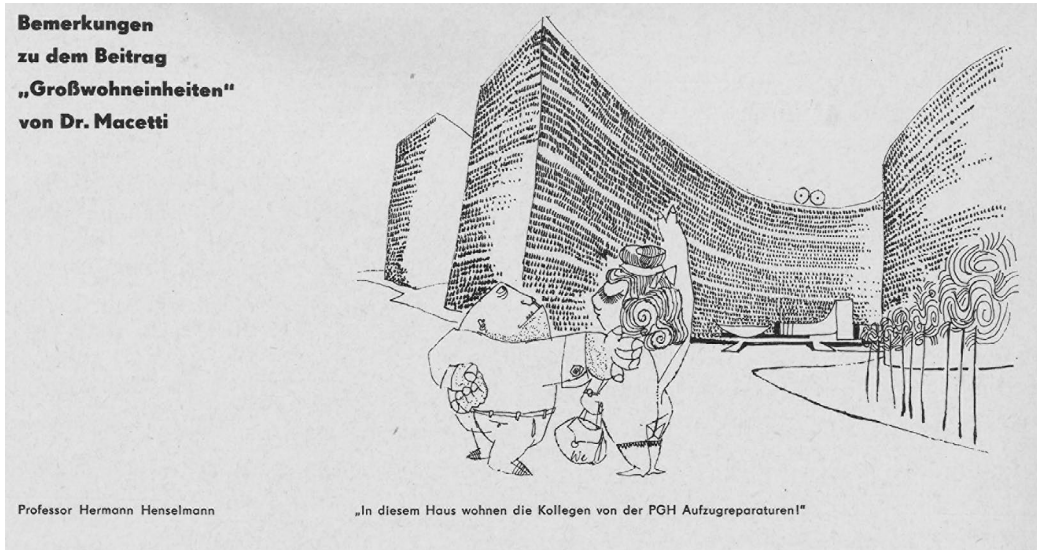 Bemerkungen
zu dem Beitrag
„Großwohneinheiten“
von Dr. Macetti
We
Professor Hermann Henselmann
„In diesem Haus wohnen die Kollegen von der PGH Aufzugreparaturen!“